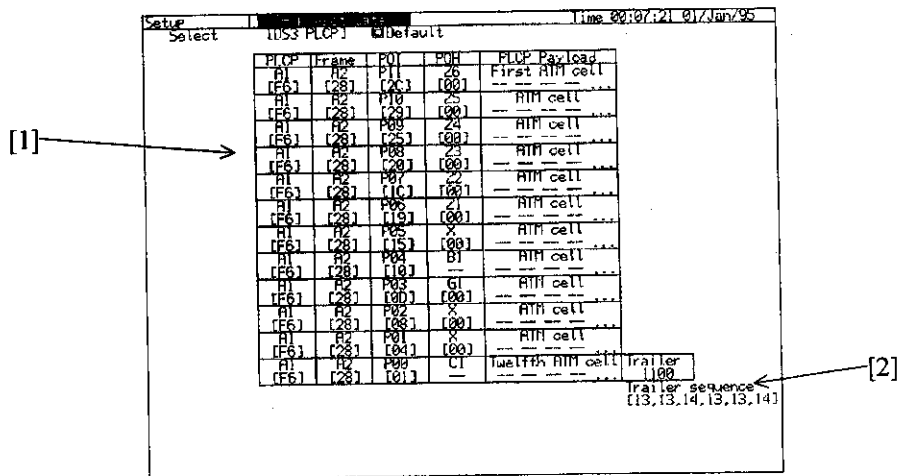 Setup Time 00:07:21 01/Jan/95
Select [DS3 PLCP] Default
PLCP Frame POI POH PLCP Payload
A1 A2 P11 Z6 First ATM cell
[F6] [28] [2C] [00] -- -- -- -- ...
A1 A2 P10 Z5 ATM cell
[F6] [28] [29] [00] -- -- -- -- ...
[1]
A1 A2 P09 Z4 ATM cell
[F6] [28] [25] [00] -- -- -- -- ...
A1 A2 P08 Z3 ATM cell
[F6] [28] [20] [00] -- -- -- -- ...
A1 A2 P07 Z2 ATM cell
[F6] [28] [1C] [00] -- -- -- -- ...
A1 A2 P06 Z1 ATM cell
[F6] [28] [19] [00] -- -- -- -- ...
A1 A2 P05 X ATM cell
[F6] [28] [15] [00] -- -- -- -- ...
A1 A2 P04 B1 ATM cell
[F6] [28] [10] -- -- -- -- -- ...
A1 A2 P03 G1 ATM cell
[F6] [28] [0D] [00] -- -- -- -- ...
A1 A2 P02 X ATM cell
[F6] [28] [08] [00] -- -- -- -- ...
A1 A2 P01 X ATM cell
[F6] [28] [04] [00] -- -- -- -- ...
A1 A2 P00 C1 Twelfth ATM cell Trailer
[F6] [28] [01] -- -- -- -- -- ... 1100
[2]
Trailer sequence
[13,13,14,13,13,14]